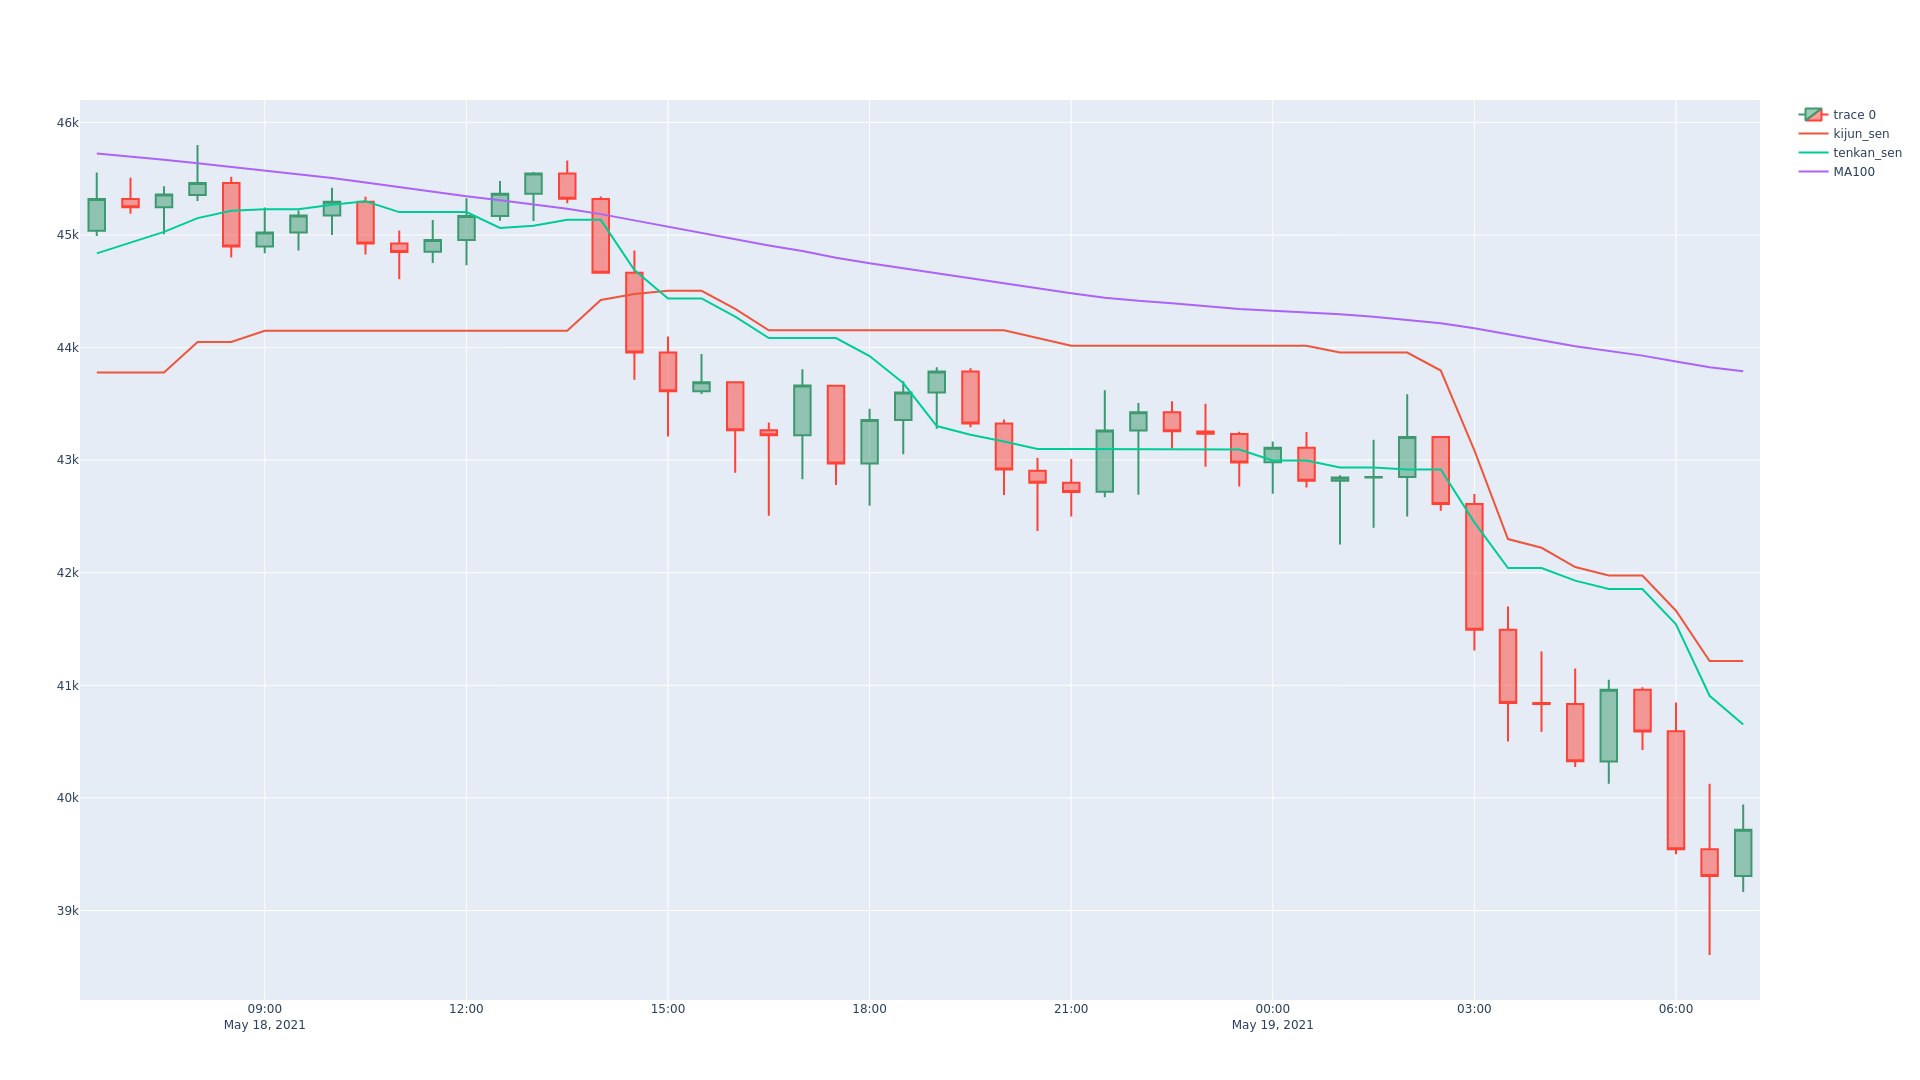 46k
45k
44k
43k
42k
41k
40k
39k
09:00 12:00 15:00 18:00 21:00 00:00 03:00 06:00
May 18, 2021 May 19, 2021
trace 0
kijun_sen
tenkan_sen
MA100